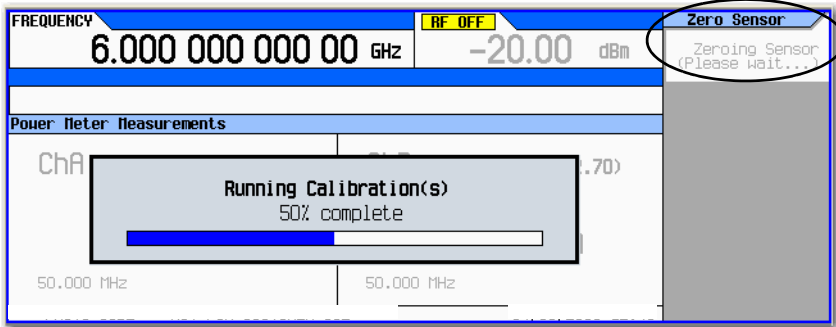 FREQUENCY
RF OFF
Zero Sensor
6.000 000 000 00 GHz
-20.00 dBm
Zeroing Sensor
(Please wait...)
Power Meter Measurements
ChA
.70)
Running Calibration(s)
50% complete
50.000 MHz
50.000 MHz